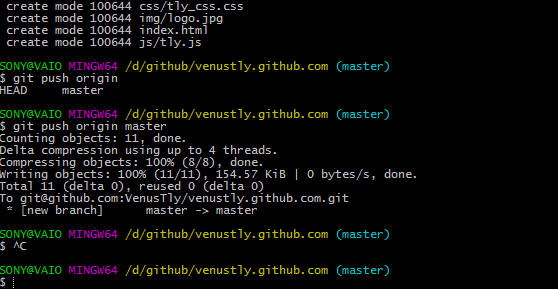 create mode 100644 css/tly_css.css
create mode 100644 img/logo.jpg
create mode 100644 index.html
create mode 100644 js/tly.js
SONY@VAIO MINGW64 /d/github/venustly.github.com (master)
$ git push origin
HEAD master
SONY@VAIO MINGW64 /d/github/venustly.github.com (master)
$ git push origin master
Counting objects: 11, done.
Delta compression using up to 4 threads.
Compressing objects: 100% (8/8), done.
Writing objects: 100% (11/11), 154.57 KiB | 0 bytes/s, done.
Total 11 (delta 0), reused 0 (delta 0)
To git@github.com:VenusTly/venustly.github.com.git
* [new branch] master -> master
SONY@VAIO MINGW64 /d/github/venustly.github.com (master)
$ ^C
SONY@VAIO MINGW64 /d/github/venustly.github.com (master)
$